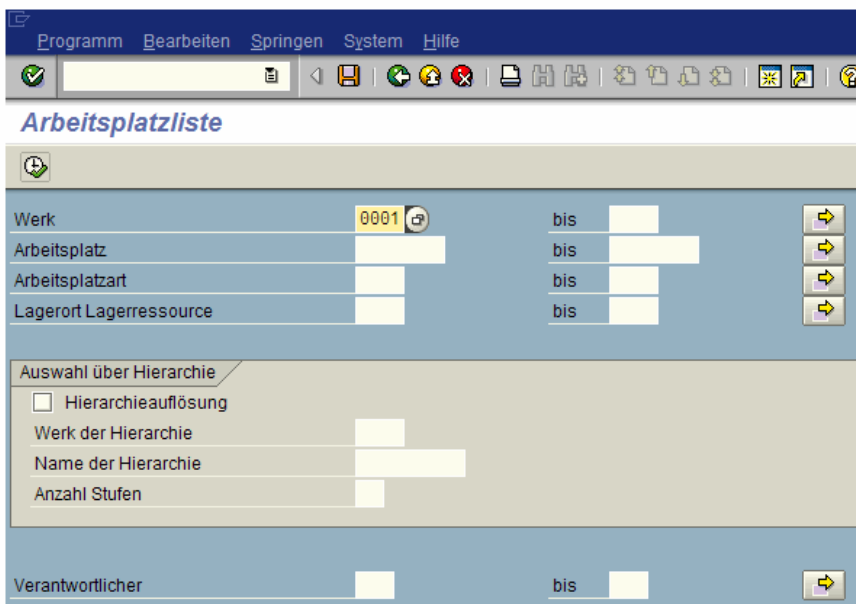 Programm Bearbeiten Springen System Hilfe
Arbeitsplatzliste
Werk 0001 bis
Arbeitsplatz bis
Arbeitsplatzart bis
Lagerort Lagerressource bis
Auswahl über Hierarchie
Hierarchieauflösung
Werk der Hierarchie
Name der Hierarchie
Anzahl Stufen
Verantwortlicher bis